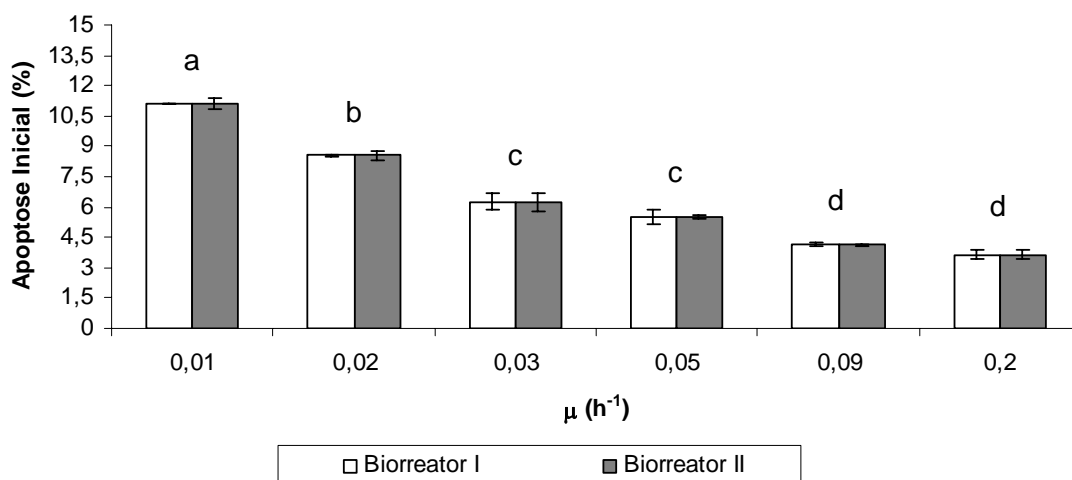 Apoptose Inicial (%)
15
13,5
12
10,5
9
7,5
6
4,5
3
1,5
0
a
b
c
c
d
d
0,01
0,02
0,03
0,05
0,09
0,2
μ (h⁻¹)
Biorreator I
Biorreator II